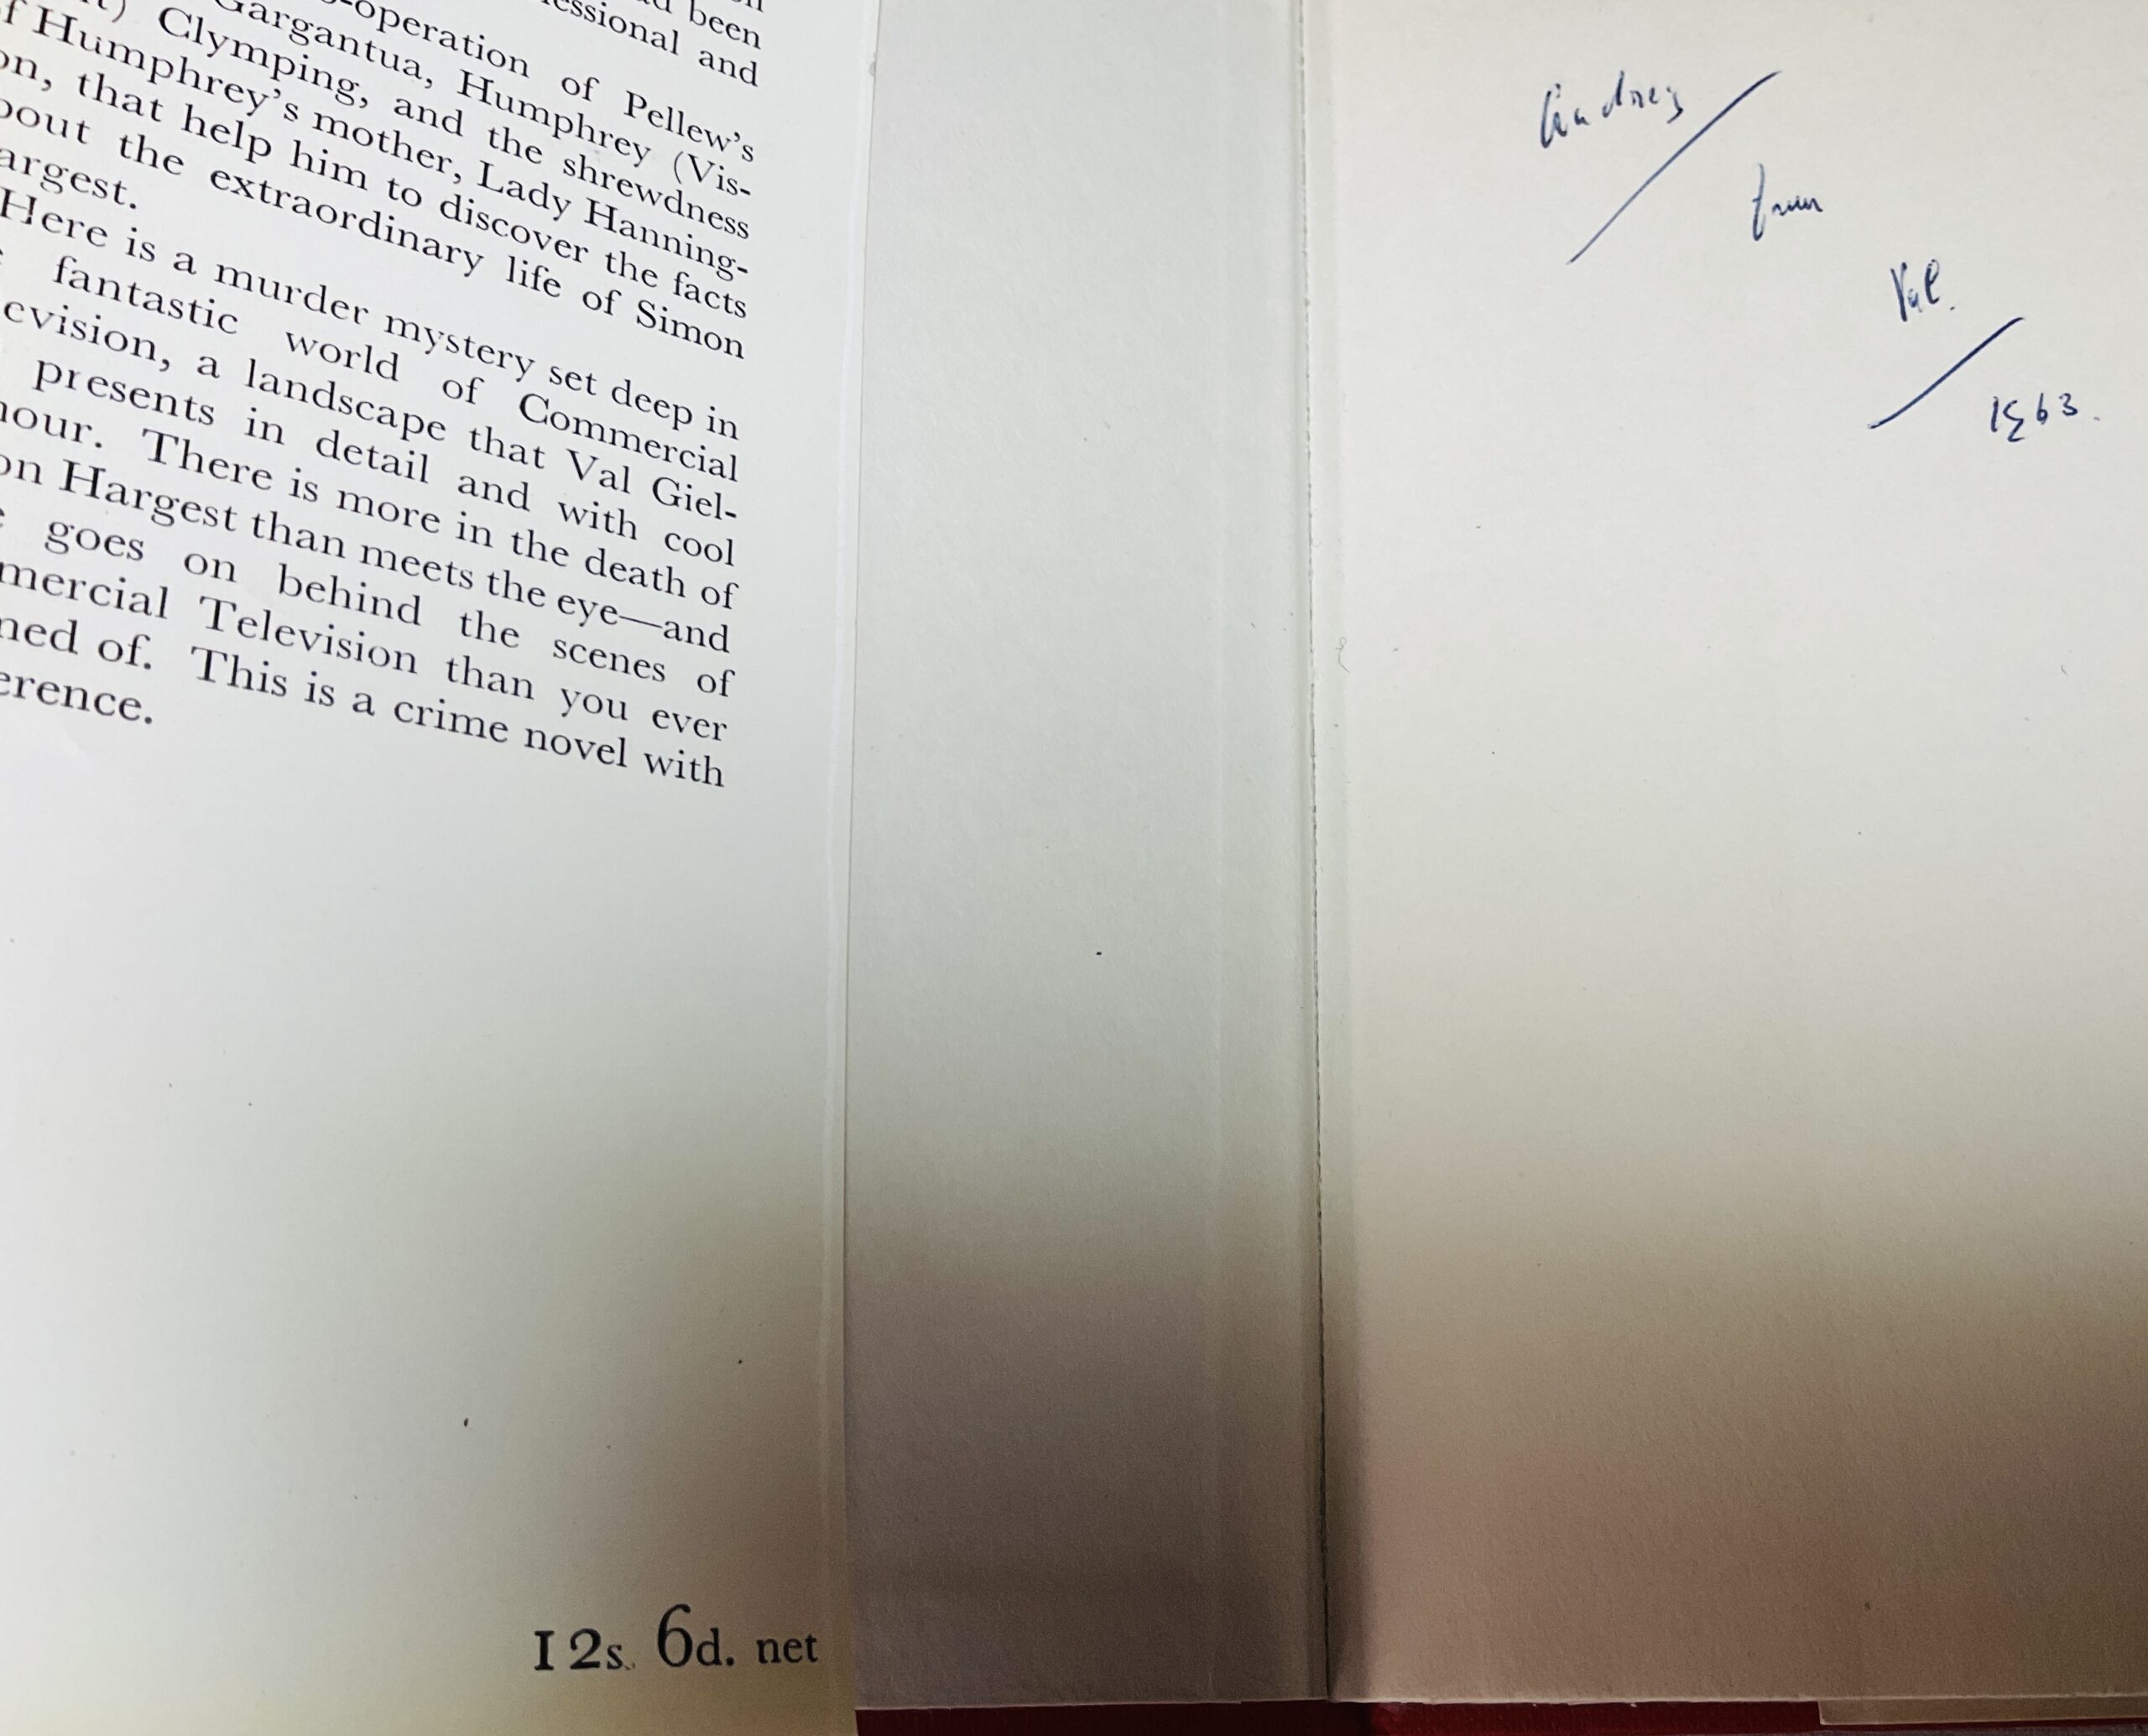 been
essional and
-operation of Pellew's
Gargantua, Humphrey (Vis-
Clymping, and the shrewdness
f Humphrey's mother, Lady Hanning-
on, that help him to discover the facts
bout the extraordinary life of Simon
argest.
Here is a murder mystery set deep in
fantastic world of Commercial
evision, a landscape that Val Giel-
presents in detail and with cool
nour. There is more in the death of
on Hargest than meets the eye—and
goes on behind the scenes of
mercial Television than you ever
ned of. This is a crime novel with
erence.
12s. 6d. net
from
Val.
1963.